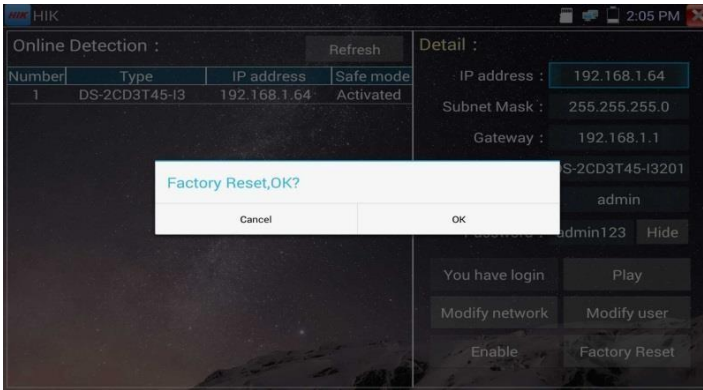 HIK HIK 2:05 PM
Online Detection :
Refresh
Number Type IP address Safe mode
1 DS-2CD3T45-I3 192.168.1.64 Activated
Detail :
IP address : 192.168.1.64
Subnet Mask : 255.255.255.0
Gateway : 192.168.1.1
S-2CD3T45-I3201
admin
Password : admin123 Hide
You have login Play
Modify network Modify user
Enable Factory Reset
Factory Reset,OK?
Cancel OK